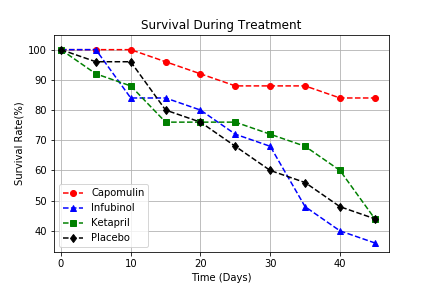 Survival During Treatment
Survival Rate(%)
100
90
80
70
60
50
40
Capomulin
Infubinol
Ketapril
Placebo
0
10
20
30
40
Time (Days)